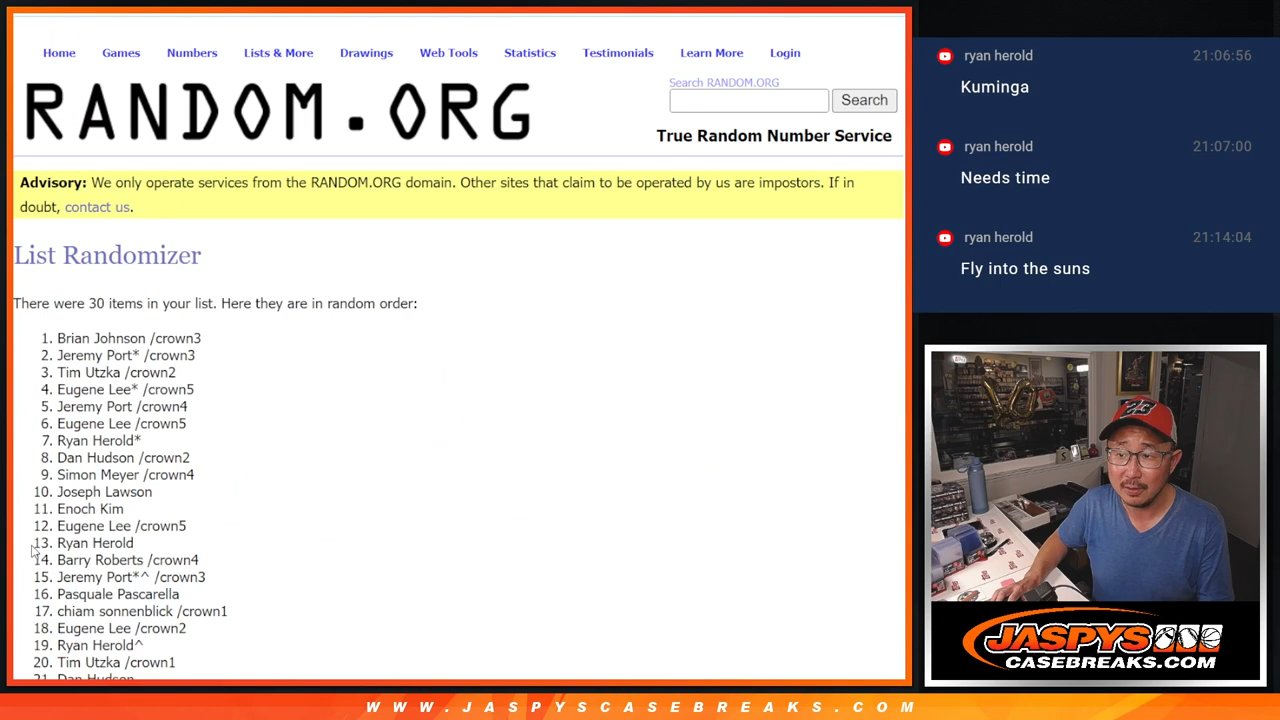 Home Games Numbers Lists & More Drawings Web Tools Statistics Testimonials Learn More Login
RANDOM.ORG
Search RANDOM.ORG
Search
True Random Number Service
Advisory: We only operate services from the RANDOM.ORG domain. Other sites that claim to be operated by us are impostors. If in
doubt, contact us.
List Randomizer
There were 30 items in your list. Here they are in random order:
1. Brian Johnson /crown3
2. Jeremy Port* /crown3
3. Tim Utzka /crown2
4. Eugene Lee* /crown5
5. Jeremy Port /crown4
6. Eugene Lee /crown5
7. Ryan Herold*
8. Dan Hudson /crown2
9. Simon Meyer /crown4
10. Joseph Lawson
11. Enoch Kim
12. Eugene Lee /crown5
13. Ryan Herold
14. Barry Roberts /crown4
15. Jeremy Port*^ /crown3
16. Pasquale Pascarella
17. chiam sonnenblick /crown1
18. Eugene Lee /crown2
19. Ryan Herold^
20. Tim Utzka /crown1
21. Dan Hudson
ryan herold 21:06:56
Kuminga
ryan herold 21:07:00
Needs time
ryan herold 21:14:04
Fly into the suns
JASPYS
CASEBREAKS.COM
WWW.JASPYSCASEBREAKS.COM